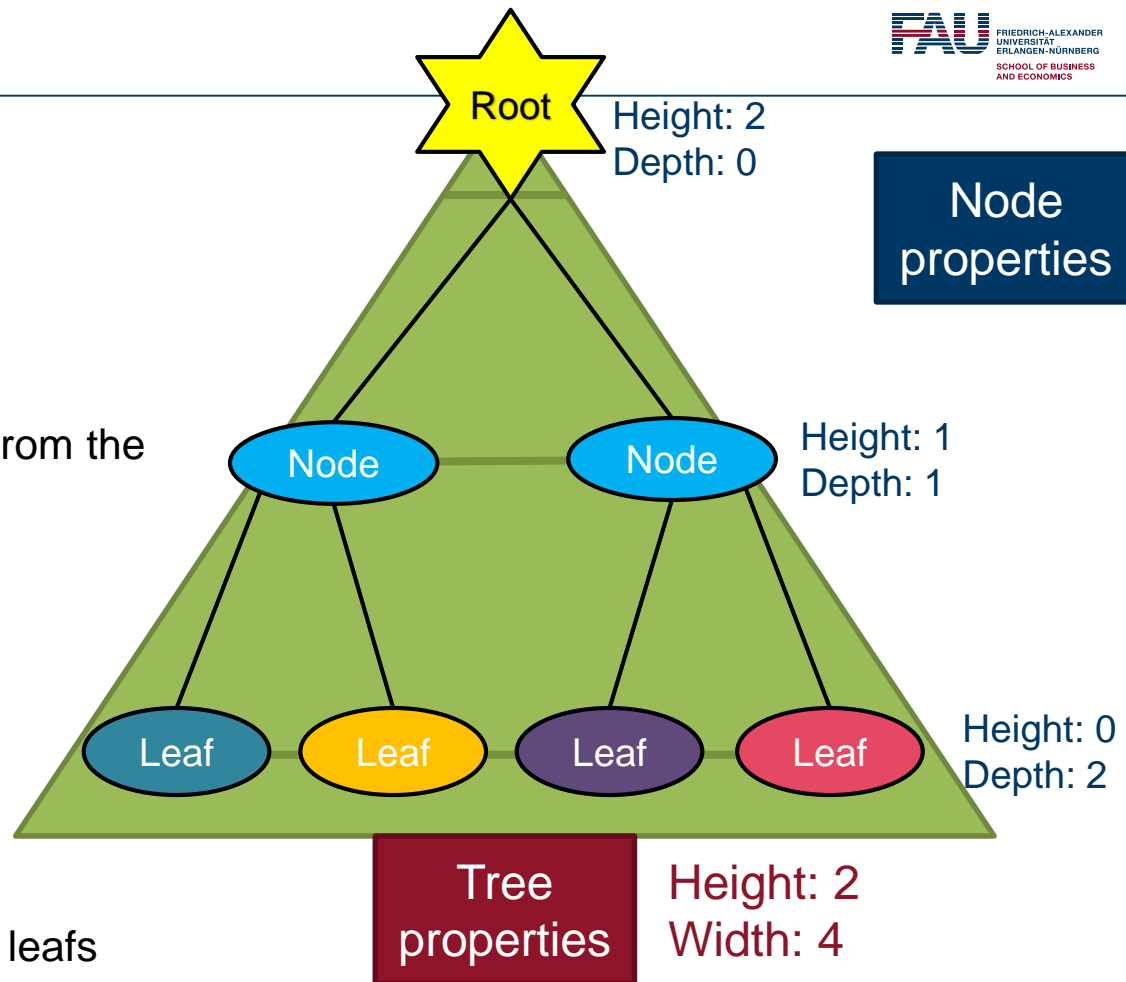 FAU
FRIEDRICH-ALEXANDER
UNIVERSITÄT
ERLANGEN-NÜRNBERG
SCHOOL OF BUSINESS
AND ECONOMICS
Root
Height: 2
Depth: 0
Node
properties
rom the
Node
Node
Height: 1
Depth: 1
Leaf
Leaf
Leaf
Leaf
Height: 0
Depth: 2
Tree
properties
Height: 2
Width: 4
leafs